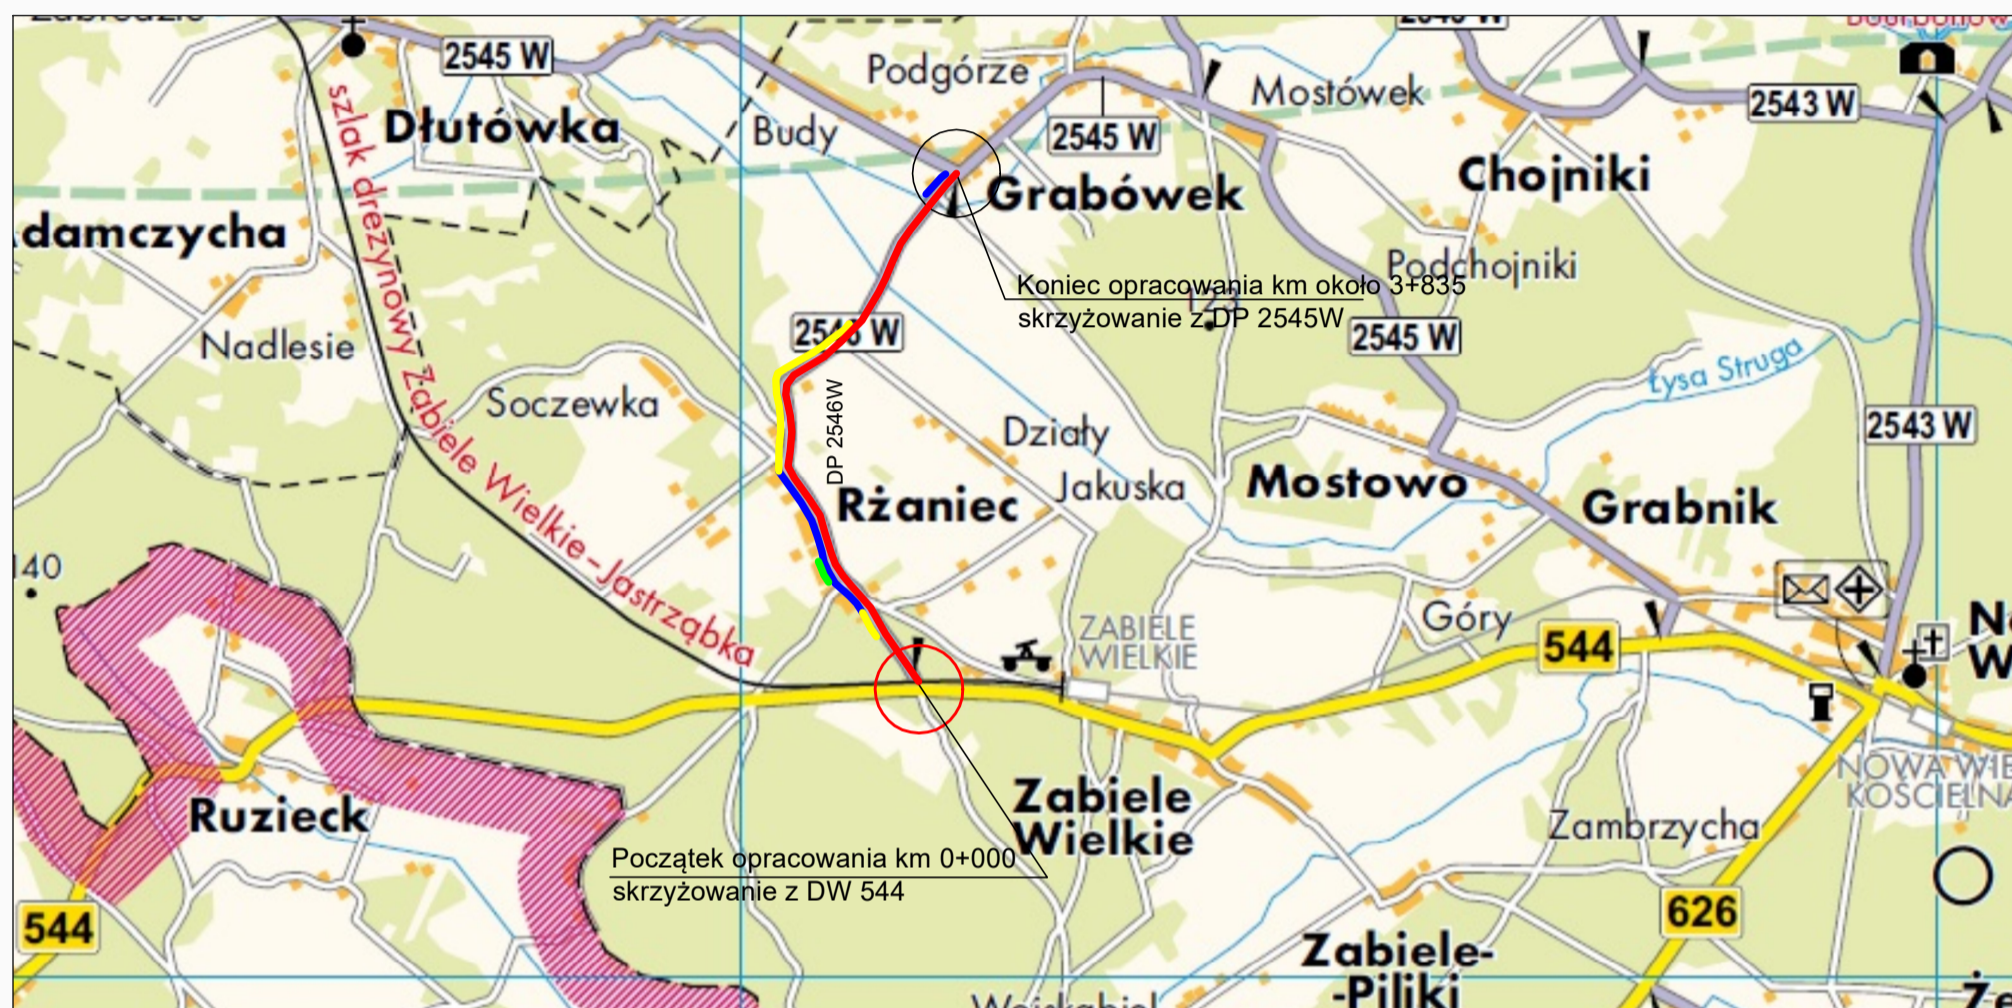 2545 W
Podgórze
Mostówek
2543 W
Dłutówka
Budy
2545 W
Chojniki
Grabówek
damczycha
szlak drezynowy Zabiele Wielkie-Jastrząbka
Podchojniki
Koniec opracowania km około 3+835
skrzyżowanie z DP 2545W
123
Nadlesie
2545 W
Łysa Struga
Soczewka
DP 2546W
Działy
2543 W
Jakuska
Mostowo
Rżaniec
Grabnik
140
Góry
ZABIELE
WIELKIE
544
Ruzieck
Zabiele
Wielkie
Zambrzycha
NOWA WIE
KOŚCIELNA
Początek opracowania km 0+000
skrzyżowanie z DW 544
544
626
Zabiele-
-Piliki